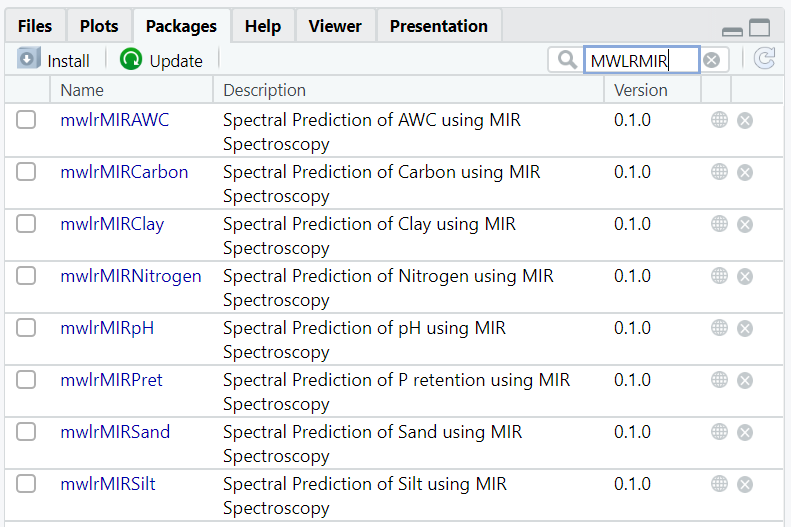 Files Plots Packages Help Viewer Presentation
Install Update MWLRMIR
Name Description Version
mwlrMIRAWC Spectral Prediction of AWC using MIR 0.1.0
Spectroscopy
mwlrMIRCarbon Spectral Prediction of Carbon using MIR 0.1.0
Spectroscopy
mwlrMIRClay Spectral Prediction of Clay using MIR 0.1.0
Spectroscopy
mwlrMIRNitrogen Spectral Prediction of Nitrogen using MIR 0.1.0
Spectroscopy
mwlrMIRpH Spectral Prediction of pH using MIR 0.1.0
Spectroscopy
mwlrMIRPret Spectral Prediction of P retention using MIR 0.1.0
Spectroscopy
mwlrMIRSand Spectral Prediction of Sand using MIR 0.1.0
Spectroscopy
mwlrMIRSilt Spectral Prediction of Silt using MIR 0.1.0
Spectroscopy